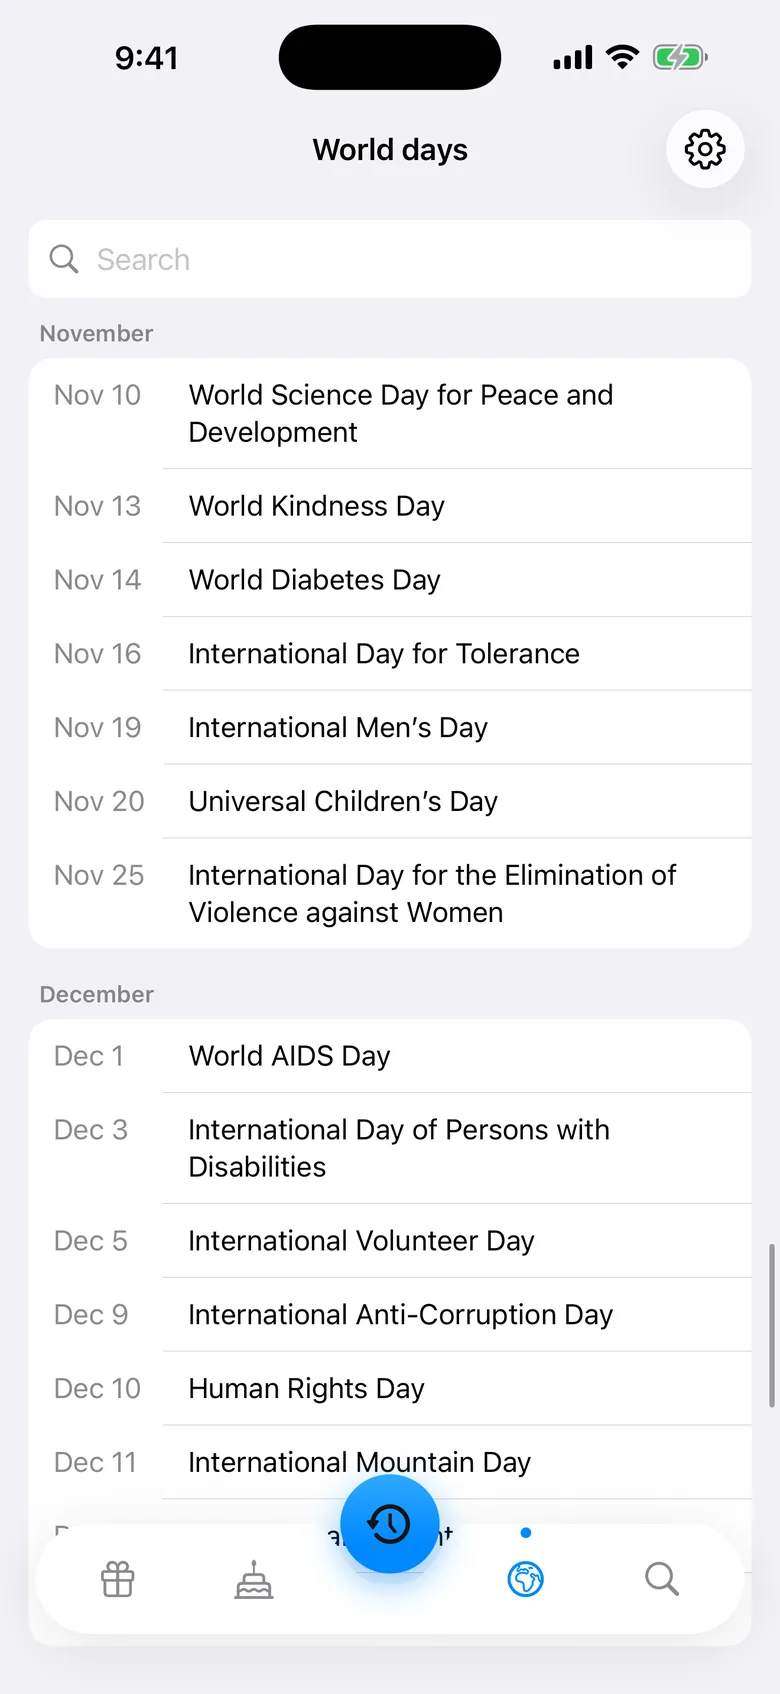 9:41
World days
Search
November
Nov 10
World Science Day for Peace and
Development
Nov 13
World Kindness Day
Nov 14
World Diabetes Day
Nov 16
International Day for Tolerance
Nov 19
International Men’s Day
Nov 20
Universal Children’s Day
Nov 25
International Day for the Elimination of
Violence against Women
December
Dec 1
World AIDS Day
Dec 3
International Day of Persons with
Disabilities
Dec 5
International Volunteer Day
Dec 9
International Anti-Corruption Day
Dec 10
Human Rights Day
Dec 11
International Mountain Day